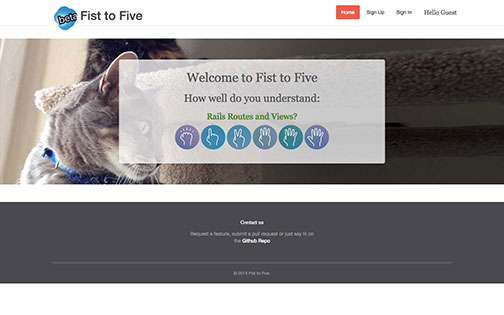 beta Fist to Five
Home Sign Up Sign In Hello Guest
Welcome to Fist to Five
How well do you understand:
Rails Routes and Views?
Contact us
Request a feature, submit a pull request or just say hi on
the Github Repo
© 2015 Fist to Five